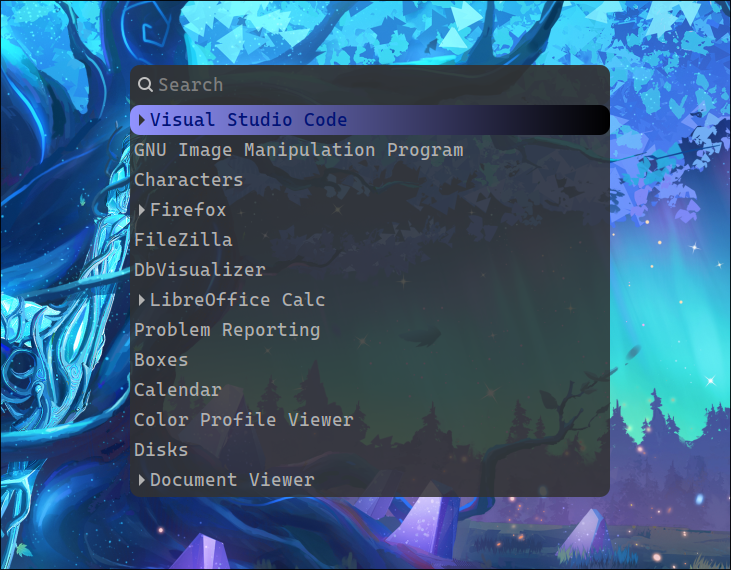 Search
Visual Studio Code
GNU Image Manipulation Program
Characters
Firefox
FileZilla
DbVisualizer
LibreOffice Calc
Problem Reporting
Boxes
Calendar
Color Profile Viewer
Disks
Document Viewer